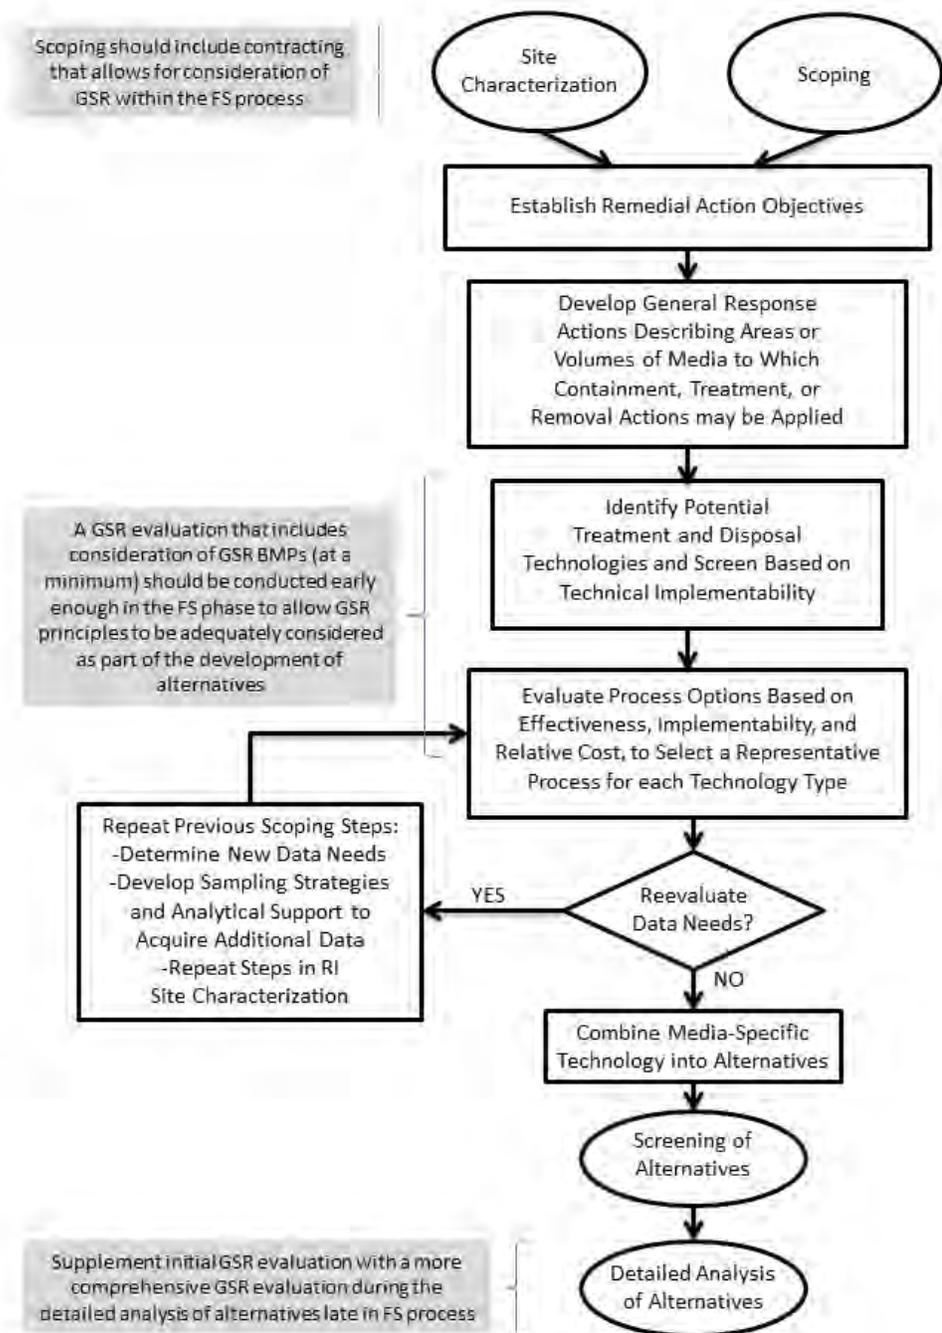 Scoping should include contracting
that allows for consideration of
GSR within the FS process
Site
Characterization
Scoping
Establish Remedial Action Objectives
Develop General Response
Actions Describing Areas or
Volumes of Media to Which
Containment, Treatment, or
Removal Actions may be Applied
A GSR evaluation that includes
consideration of GSR BMPs (at a
minimum) should be conducted early
enough in the FS phase to allow GSR
principles to be adequately considered
as part of the development of
alternatives
Identify Potential
Treatment and Disposal
Technologies and Screen Based on
Technical Implementability
Evaluate Process Options Based on
Effectiveness, Implementabilty, and
Relative Cost, to Select a Representative
Process for each Technology Type
Repeat Previous Scoping Steps:
-Determine New Data Needs
-Develop Sampling Strategies
and Analytical Support to
Acquire Additional Data
-Repeat Steps in RI
Site Characterization
YES
Reevaluate
Data Needs?
NO
Combine Media-Specific
Technology into Alternatives
Screening of
Alternatives
Supplement initial GSR evaluation with a more
comprehensive GSR evaluation during the
detailed analysis of alternatives late in FS process
Detailed Analysis
of Alternatives